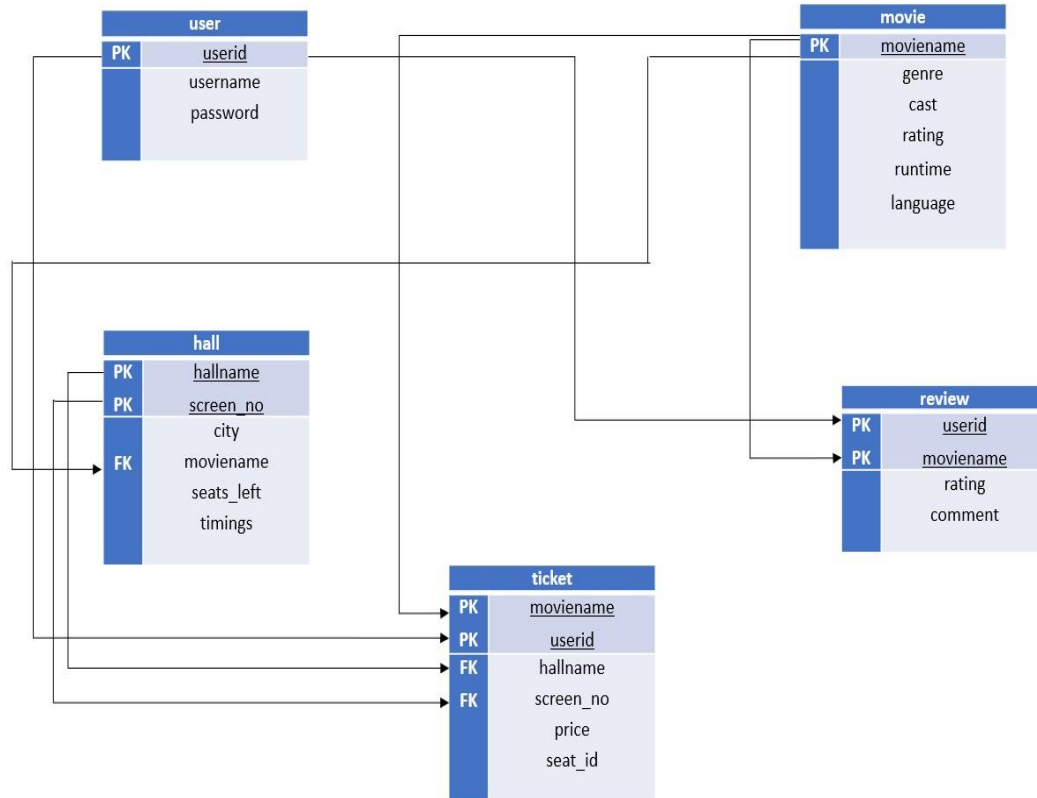 user
PK userid
username
password
movie
PK moviename
genre
cast
rating
runtime
language
hall
PK hallname
PK screen_no
city
FK moviename
seats_left
timings
review
PK userid
PK moviename
rating
comment
ticket
PK moviename
PK userid
FK hallname
FK screen_no
price
seat_id